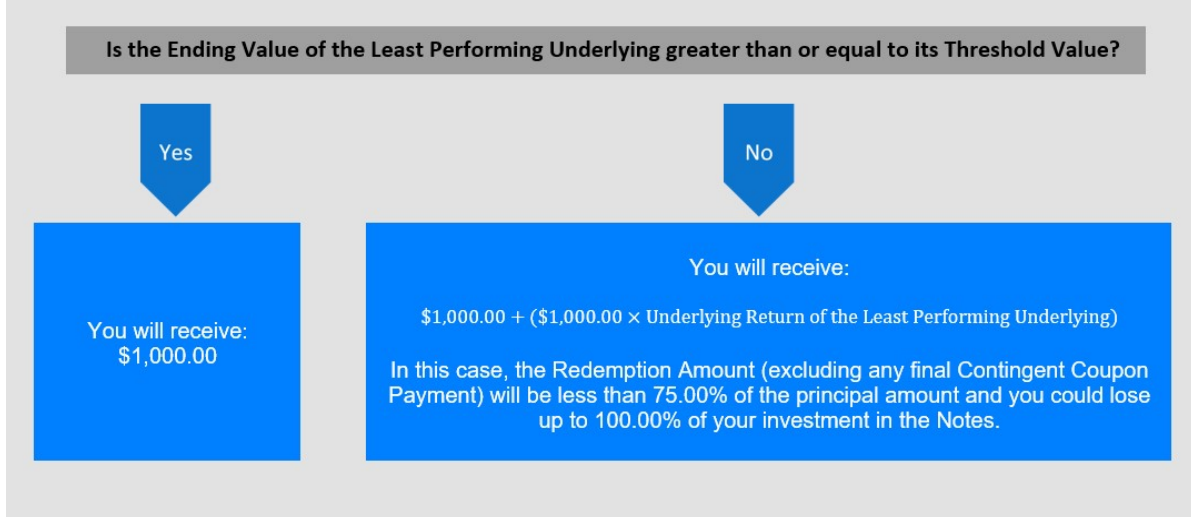 Is the Ending Value of the Least Performing Underlying greater than or equal to its Threshold Value?
Yes
No
You will receive:
$1,000.00
You will receive:
$1,000.00 + ($1,000.00 × Underlying Return of the Least Performing Underlying)
In this case, the Redemption Amount (excluding any final Contingent Coupon
Payment) will be less than 75.00% of the principal amount and you could lose
up to 100.00% of your investment in the Notes.